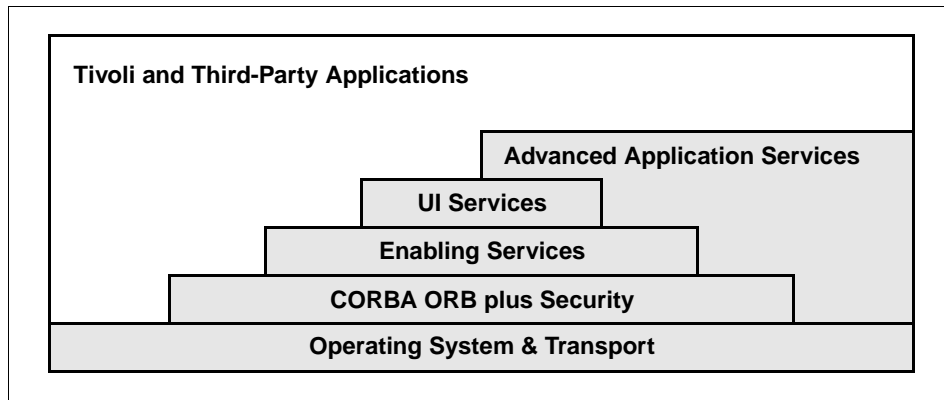 Tivoli and Third-Party Applications
Advanced Application Services
UI Services
Enabling Services
CORBA ORB plus Security
Operating System & Transport